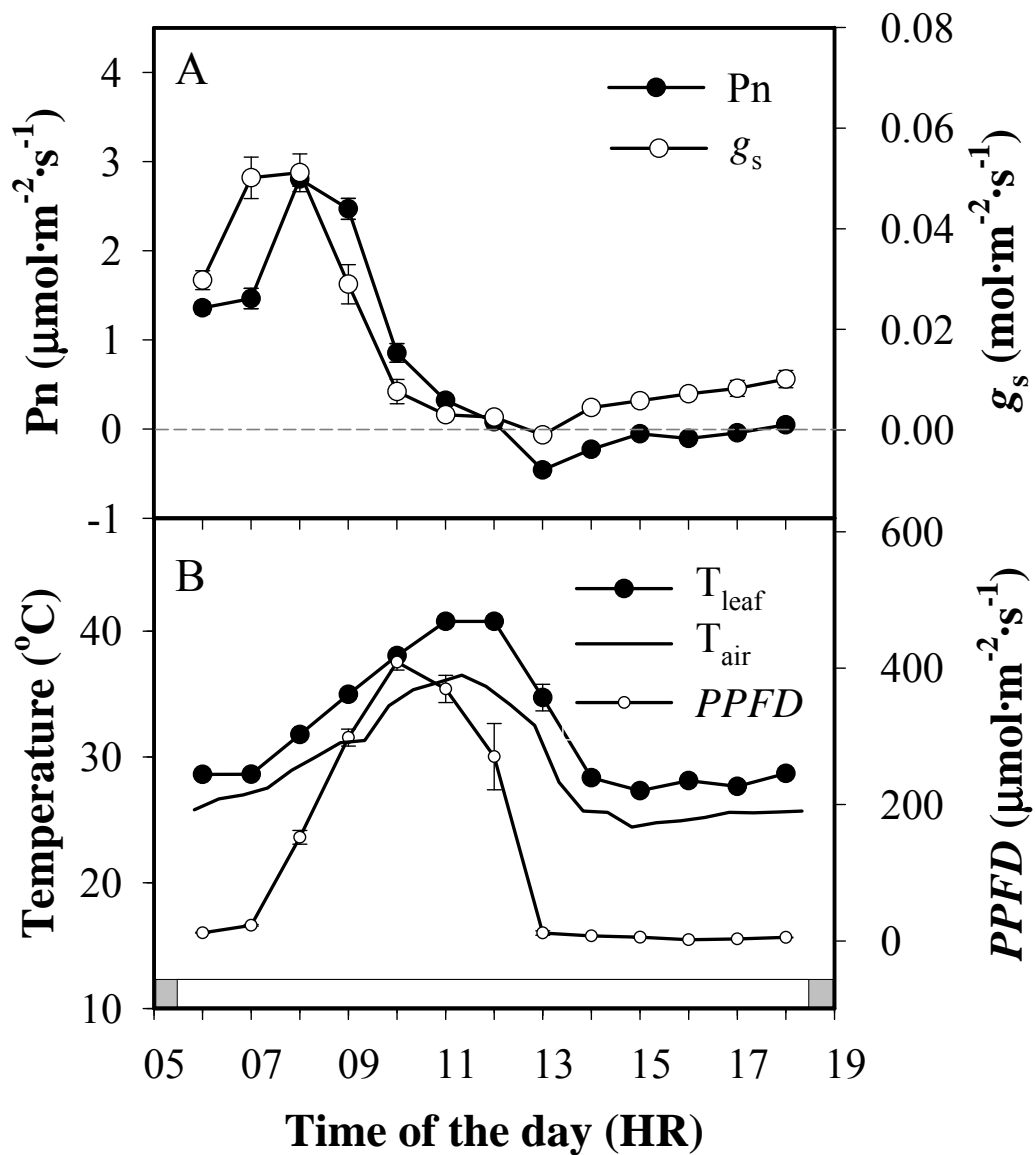 A
Pn
gs
4
3
2
1
0
-1
Pn (μmol·m-2·s-1)
0.08
0.06
0.04
0.02
0.00
gs (mol·m-2·s-1)
B
Tleaf
Tair
PPFD
40
30
20
10
Temperature (oC)
600
400
200
0
PPFD (μmol·m-2·s-1)
05 07 09 11 13 15 17 19
Time of the day (HR)